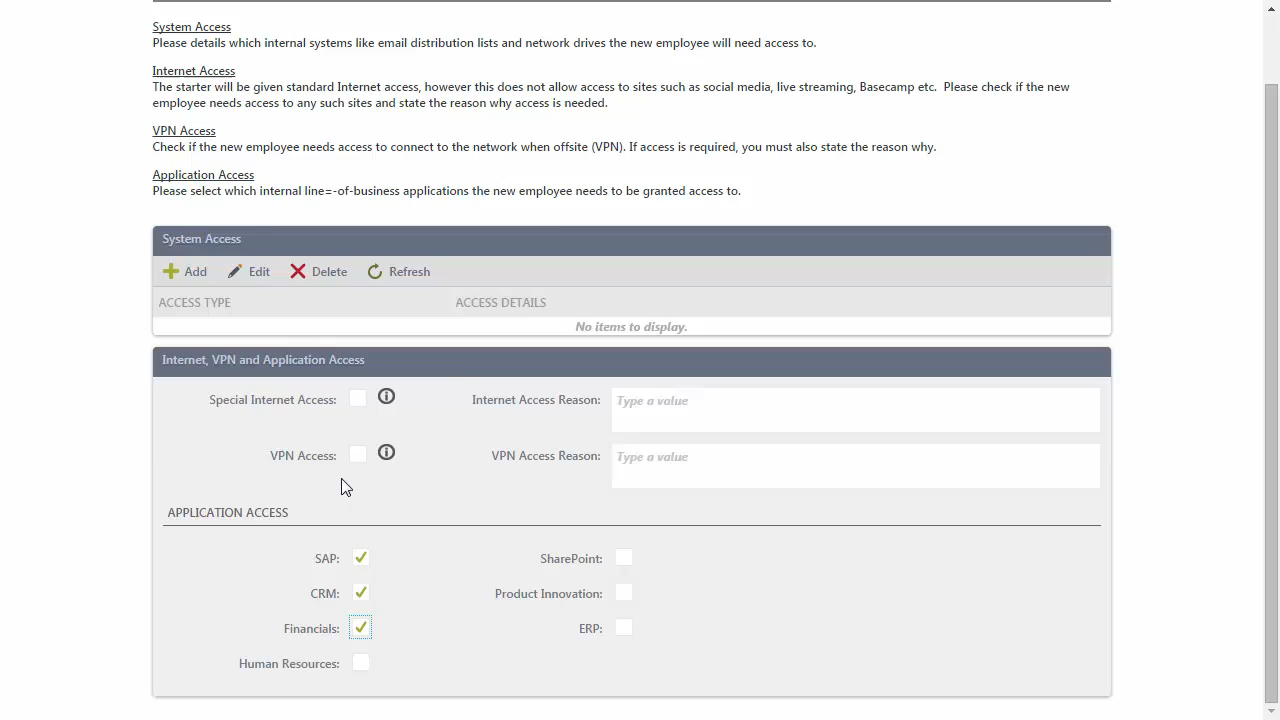 System Access
Please details which internal systems like email distribution lists and network drives the new employee will need access to.
Internet Access
The starter will be given standard Internet access, however this does not allow access to sites such as social media, live streaming, Basecamp etc.  Please check if the new
employee needs access to any such sites and state the reason why access is needed.
VPN Access
Check if the new employee needs access to connect to the network when offsite (VPN). If access is required, you must also state the reason why.
Application Access
Please select which internal line=-of-business applications the new employee needs to be granted access to.
System Access
Add Edit Delete Refresh
ACCESS TYPE ACCESS DETAILS
No items to display.
Internet, VPN and Application Access
Special Internet Access: Internet Access Reason: Type a value
VPN Access: VPN Access Reason: Type a value
APPLICATION ACCESS
SAP: SharePoint:
CRM: Product Innovation:
Financials: ERP:
Human Resources: